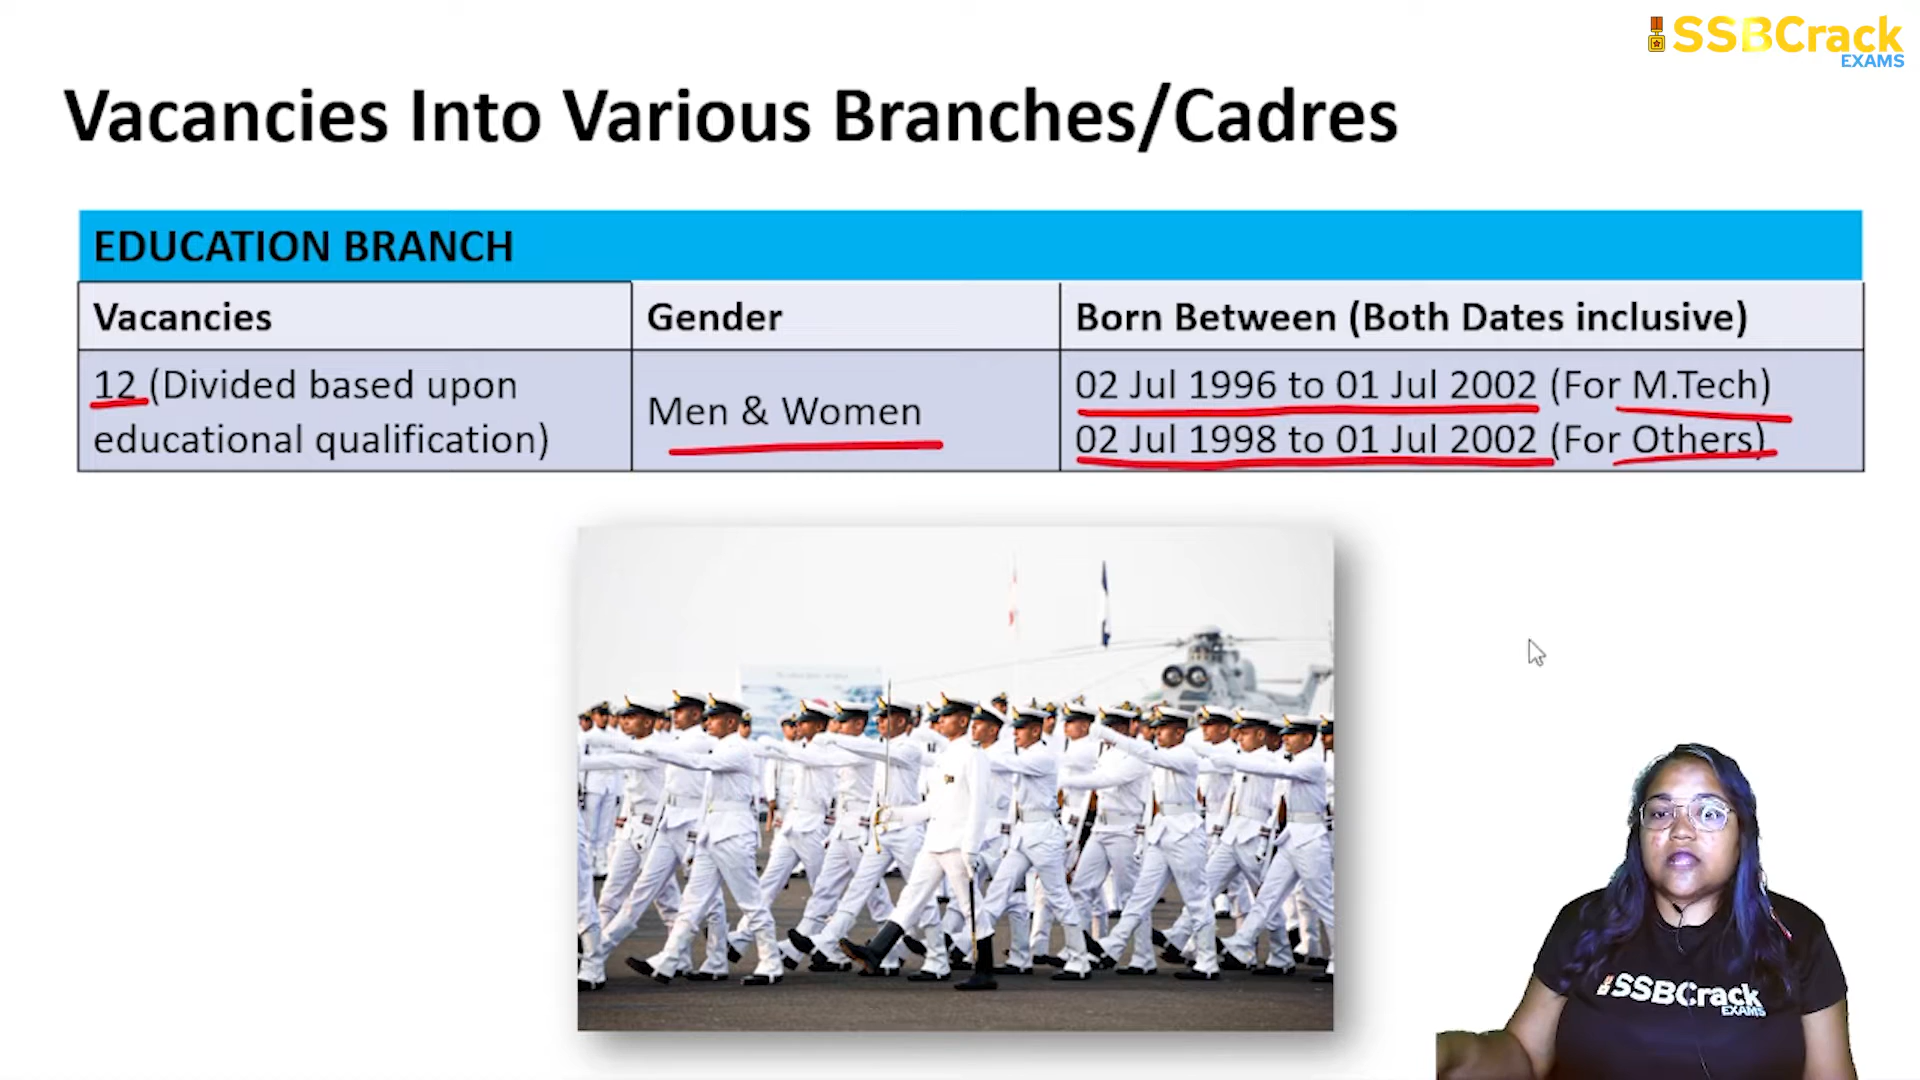 SSBCrack
EXAMS
Vacancies Into Various Branches/Cadres
EDUCATION BRANCH
Vacancies
Gender
Born Between (Both Dates inclusive)
12 (Divided based upon
educational qualification)
Men & Women
02 Jul 1996 to 01 Jul 2002 (For M.Tech)
02 Jul 1998 to 01 Jul 2002 (For Others)
SSBCrack
EXAMS